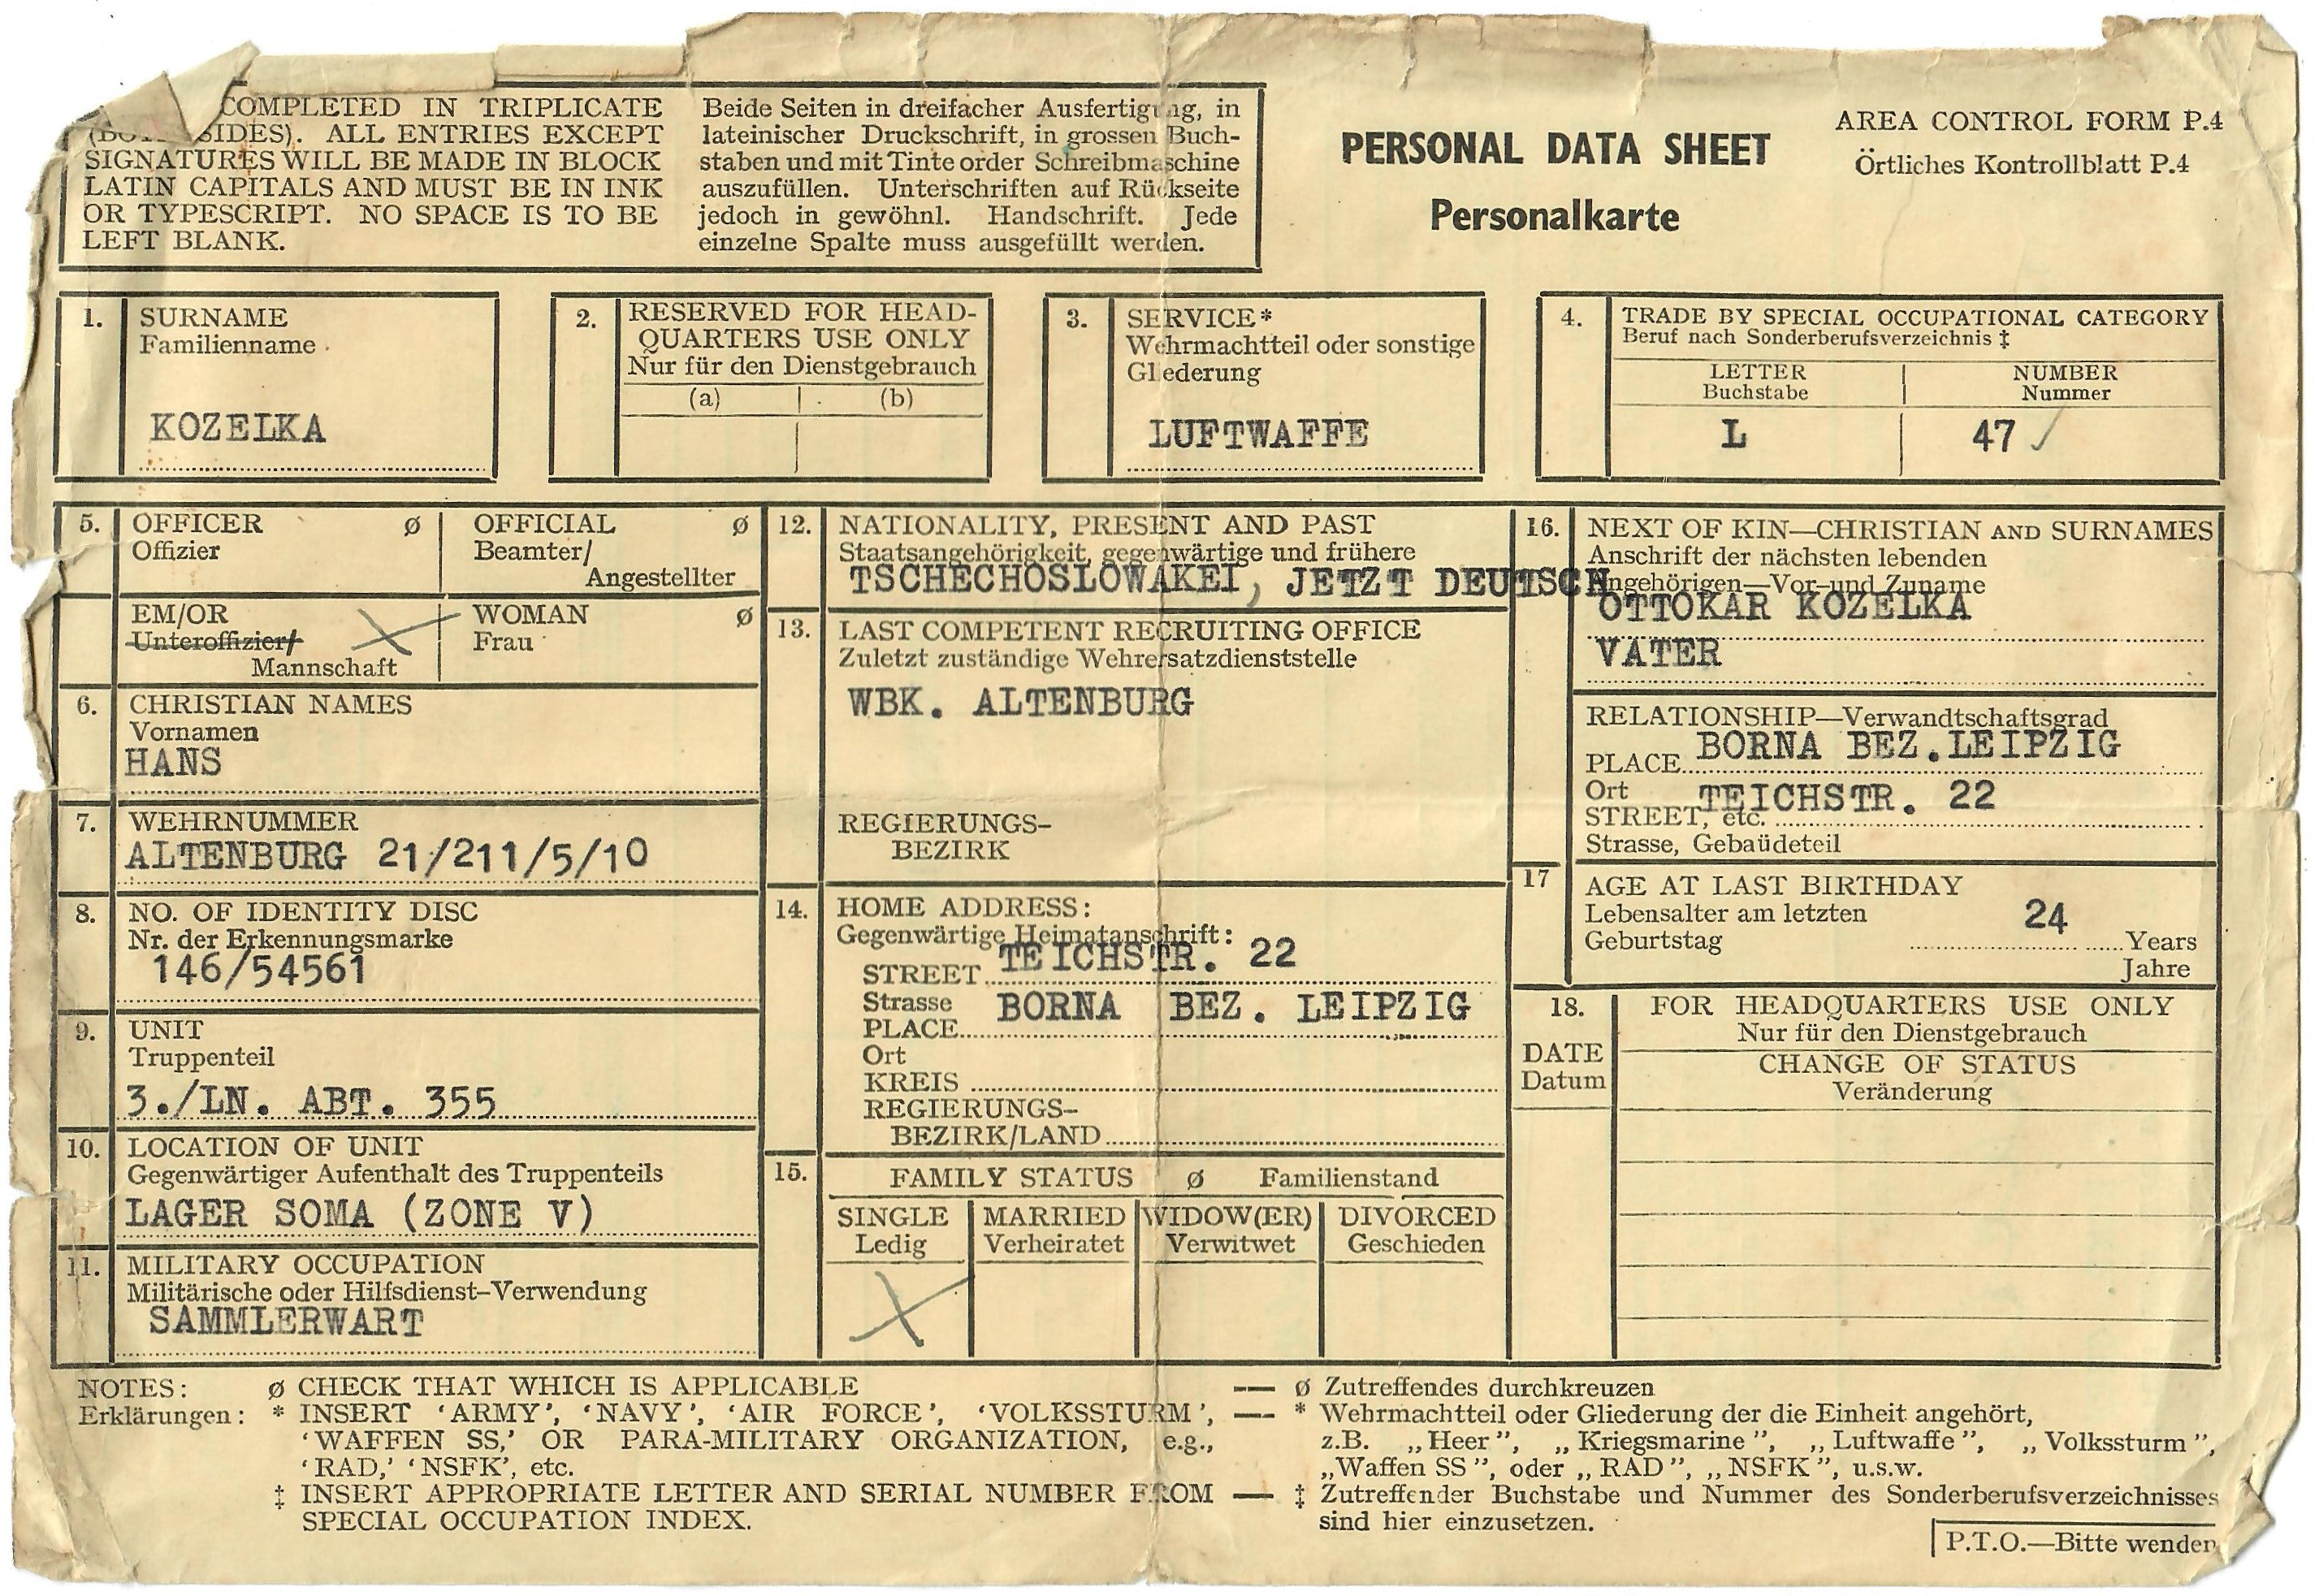 COMPLETED IN TRIPLICATE
(BOTH SIDES). ALL ENTRIES EXCEPT
SIGNATURES WILL BE MADE IN BLOCK
LATIN CAPITALS AND MUST BE IN INK
OR TYPESCRIPT. NO SPACE IS TO BE
LEFT BLANK.
Beide Seiten in dreifacher Ausfertigung, in
lateinischer Druckschrift, in grossen Buch-
staben und mit Tinte order Schreibmaschine
auszufüllen. Unterschriften auf Rückseite
jedoch in gewöhnl. Handschrift. Jede
einzelne Spalte muss ausgefüllt werden.
PERSONAL DATA SHEET
Personalkarte
AREA CONTROL FORM P.4
Örtliches Kontrollblatt P.4
1. SURNAME
Familienname
KOZELKA
2. RESERVED FOR HEAD-
QUARTERS USE ONLY
Nur für den Dienstgebrauch
(a) (b)
3. SERVICE*
Wehrmachtteil oder sonstige
Gliederung
LUFTWAFFE
4. TRADE BY SPECIAL OCCUPATIONAL CATEGORY
Beruf nach Sonderberufsverzeichnis ‡
LETTER NUMBER
Buchstabe Nummer
L 47 ✓
5. OFFICER ø OFFICIAL ø
Offizier Beamter/
Angestellter
EM/OR WOMAN ø
Unteroffizier/ Frau
Mannschaft
6. CHRISTIAN NAMES
Vornamen
HANS
7. WEHRNUMMER
ALTENBURG 21/211/5/10
8. NO. OF IDENTITY DISC
Nr. der Erkennungsmarke
146/54561
9. UNIT
Truppenteil
3./LN. ABT. 355
10. LOCATION OF UNIT
Gegenwärtiger Aufenthalt des Truppenteils
LAGER SOMA (ZONE V)
11. MILITARY OCCUPATION
Militärische oder Hilfsdienst-Verwendung
SAMMLERWART
12. NATIONALITY, PRESENT AND PAST
Staatsangehörigkeit, gegenwärtige und frühere
TSCHECHOSLOWAKEI, JETZT DEUTSCH
13. LAST COMPETENT RECRUITING OFFICE
Zuletzt zuständige Wehrersatzdienststelle
WBK. ALTENBURG
REGIERUNGS-
BEZIRK
14. HOME ADDRESS:
Gegenwärtige Heimatanschrift:
STREET TEICHSTR. 22
Strasse
PLACE BORNA BEZ. LEIPZIG
Ort
KREIS
REGIERUNGS-
BEZIRK/LAND
15. FAMILY STATUS ø Familienstand
SINGLE MARRIED WIDOW(ER) DIVORCED
Ledig Verheiratet Verwitwet Geschieden
16. NEXT OF KIN—CHRISTIAN AND SURNAMES
Anschrift der nächsten lebenden
Angehörigen—Vor-und Zuname
OTTOKAR KOZELKA
VATER
RELATIONSHIP—Verwandtschaftsgrad
PLACE BORNA BEZ.LEIPZIG
Ort
STREET, etc. TEICHSTR. 22
Strasse, Gebaüdeteil
17 AGE AT LAST BIRTHDAY
Lebensalter am letzten
Geburtstag 24 Years
Jahre
18. FOR HEADQUARTERS USE ONLY
Nur für den Dienstgebrauch
DATE CHANGE OF STATUS
Datum Veränderung
NOTES: ø CHECK THAT WHICH IS APPLICABLE — ø Zutreffendes durchkreuzen
Erklärungen: * INSERT 'ARMY', 'NAVY', 'AIR FORCE', 'VOLKSSTURM', — * Wehrmachtteil oder Gliederung der die Einheit angehört,
'WAFFEN SS,' OR PARA-MILITARY ORGANIZATION, e.g., z.B. „Heer", „Kriegsmarine", „Luftwaffe", „Volkssturm",
'RAD,' 'NSFK', etc. „Waffen SS", oder „RAD", „NSFK", u.s.w.
‡ INSERT APPROPRIATE LETTER AND SERIAL NUMBER FROM — ‡ Zutreffender Buchstabe und Nummer des Sonderberufsverzeichnisses
SPECIAL OCCUPATION INDEX. sind hier einzusetzen.
P.T.O.—Bitte wenden